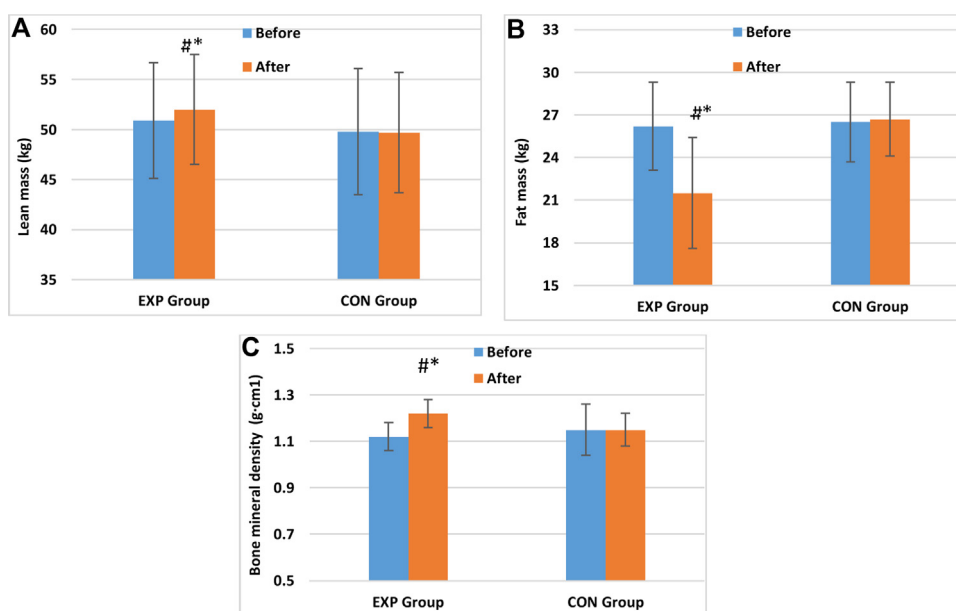 A
60
55
50
45
40
35
Lean mass (kg)
Before
After
#*
EXP Group
CON Group
B
33
30
27
24
21
18
15
Fat mass (kg)
Before
After
#*
EXP Group
CON Group
C
1.5
1.3
1.1
0.9
0.7
0.5
Bone mineral density (g·cm1)
Before
After
#*
EXP Group
CON Group